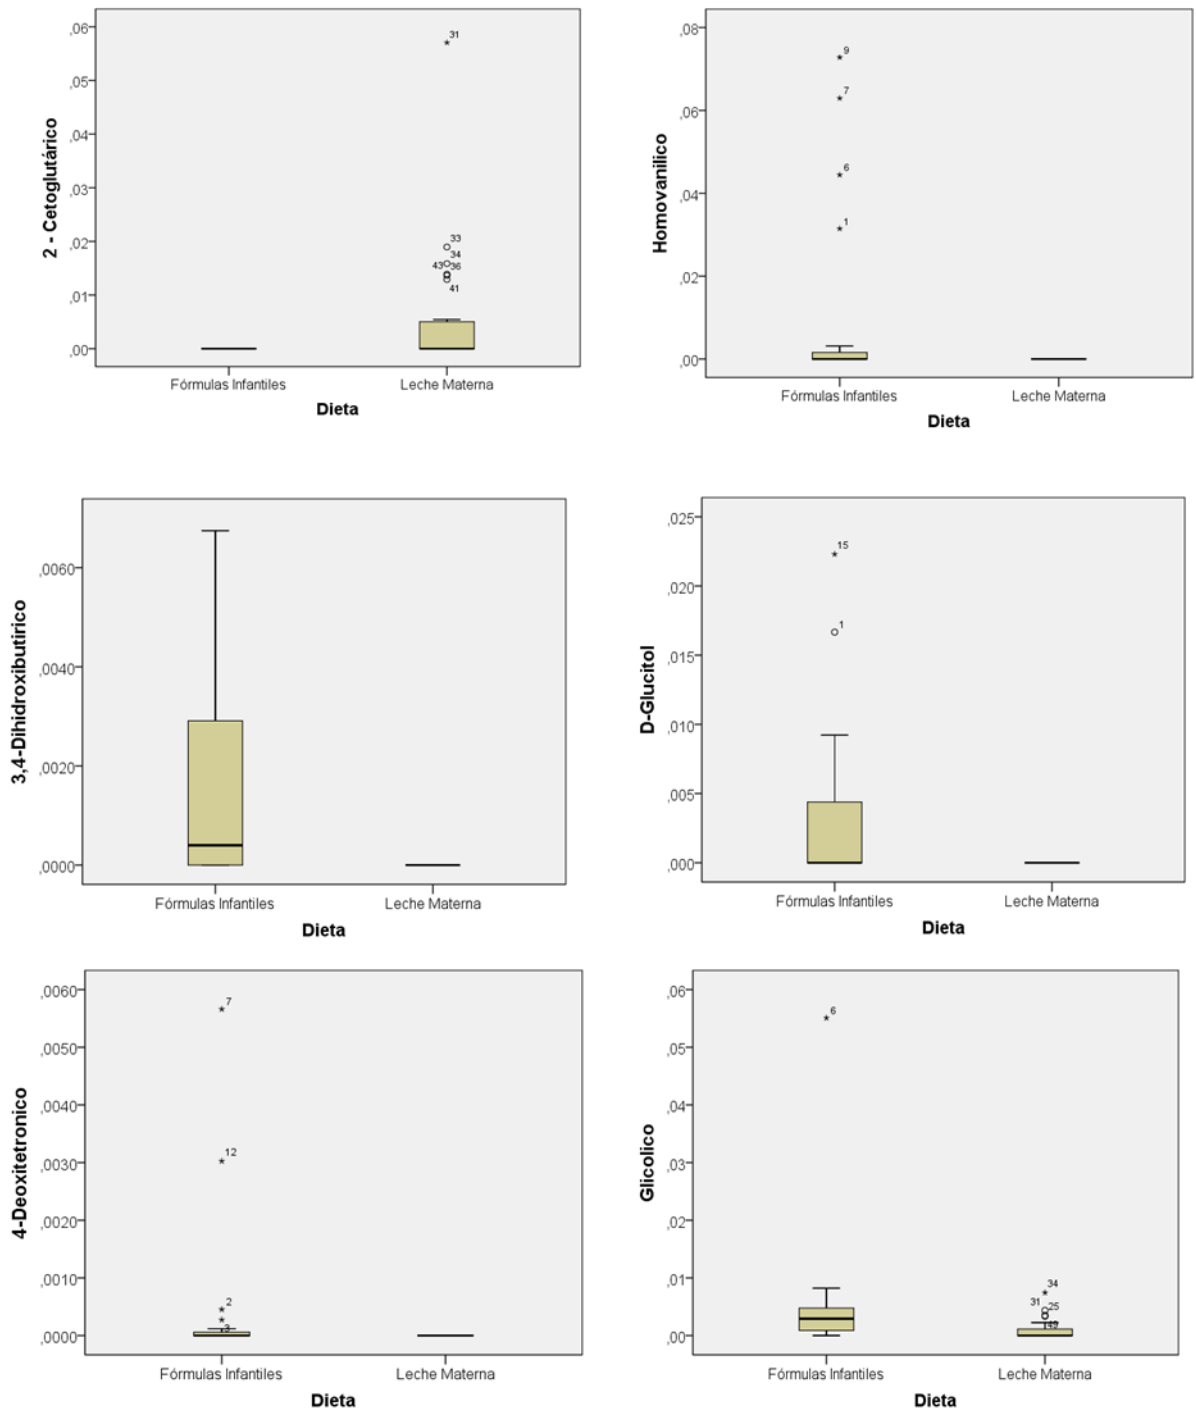 2 - Cetoglutárico
,06
,05
,04
,03
,02
,01
,00
31
33
34
43 36
41
Fórmulas Infantiles
Leche Materna
Dieta
Homovanilico
,08
,06
,04
,02
,00
9
7
6
1
Fórmulas Infantiles
Leche Materna
Dieta
3,4-Dihidroxibutirico
,0060
,0040
,0020
,0000
Fórmulas Infantiles
Leche Materna
Dieta
D-Glucitol
,025
,020
,015
,010
,005
,000
15
1
Fórmulas Infantiles
Leche Materna
Dieta
4-Deoxitetronico
,0060
,0050
,0040
,0030
,0020
,0010
,0000
7
12
2
3
Fórmulas Infantiles
Leche Materna
Dieta
Glicolico
,06
,05
,04
,03
,02
,01
,00
6
34
31 25
Fórmulas Infantiles
Leche Materna
Dieta